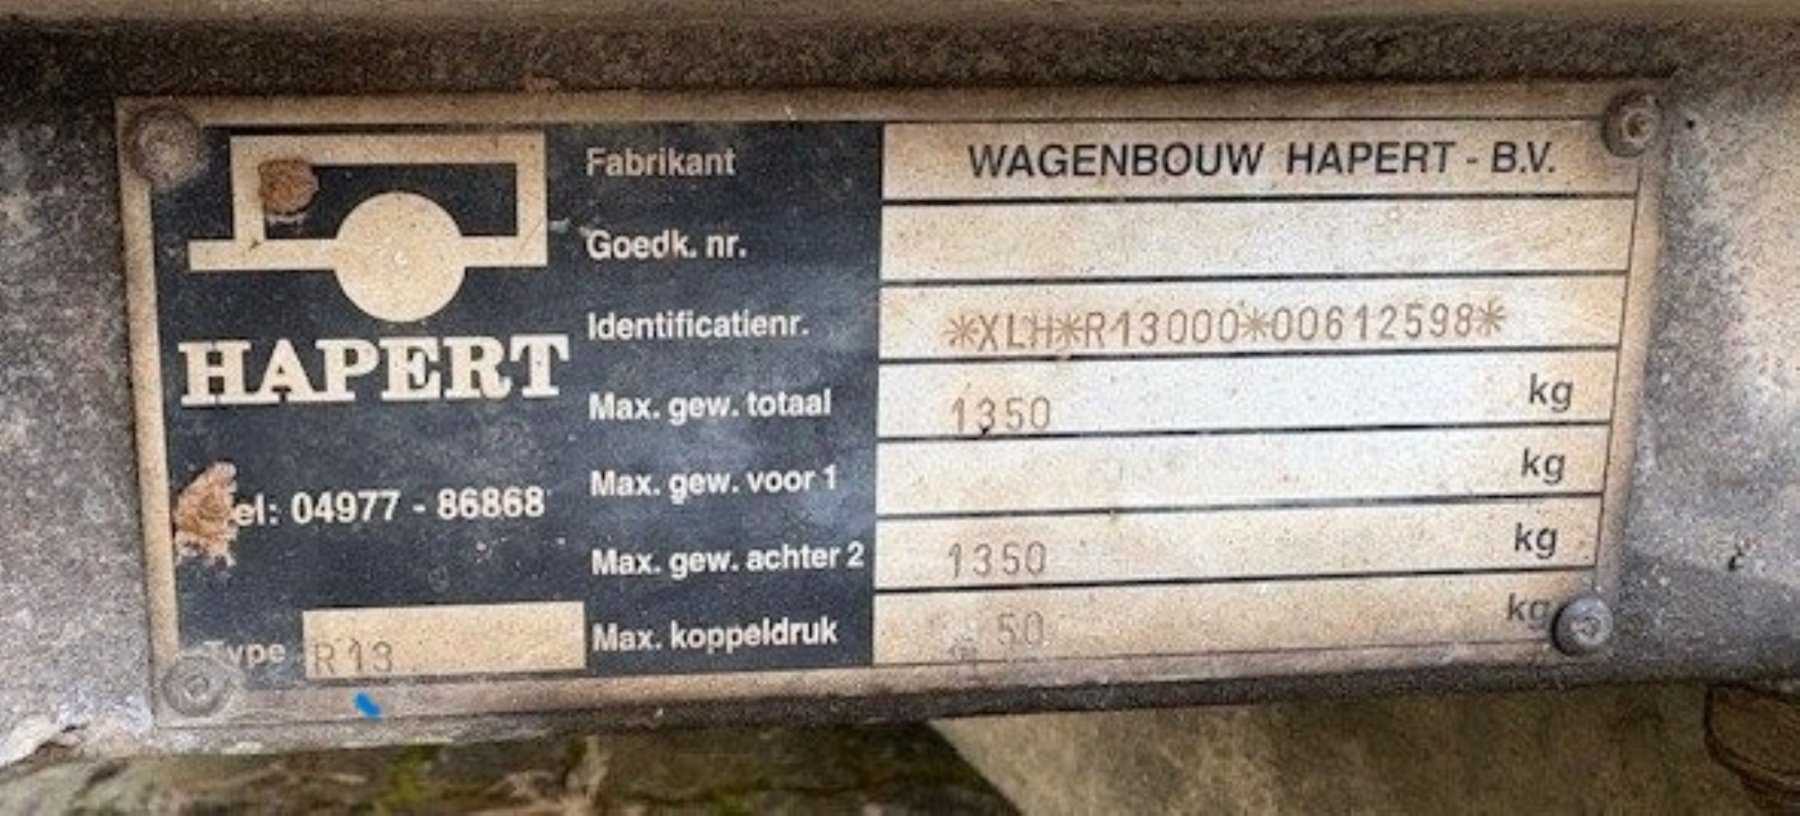 HAPERT
Tel: 04977 - 86868
Type R13
Fabrikant WAGENBOUW HAPERT - B.V.
Goedk. nr.
Identificatienr. *XLH*R13000*00612598*
Max. gew. totaal 1350 kg
Max. gew. voor 1 kg
Max. gew. achter 2 1350 kg
Max. koppeldruk 50 kg